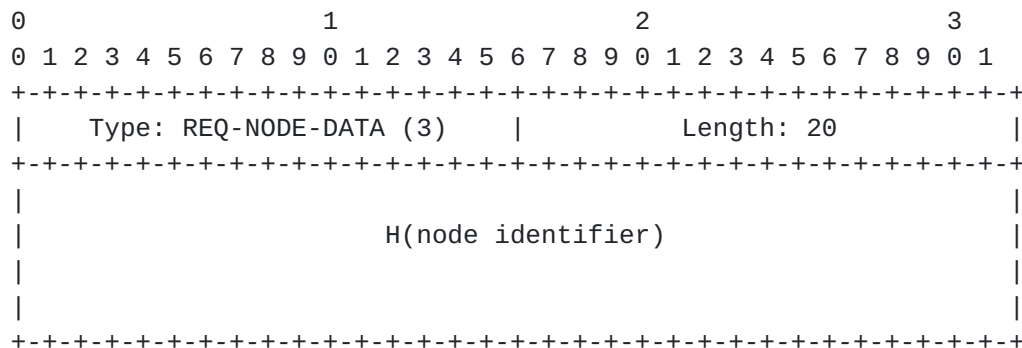 0                   1                   2                   3
0 1 2 3 4 5 6 7 8 9 0 1 2 3 4 5 6 7 8 9 0 1 2 3 4 5 6 7 8 9 0 1
+-+-+-+-+-+-+-+-+-+-+-+-+-+-+-+-+-+-+-+-+-+-+-+-+-+-+-+-+-+-+-+-+
|    Type: REQ-NODE-DATA (3)    |          Length: 20           |
+-+-+-+-+-+-+-+-+-+-+-+-+-+-+-+-+-+-+-+-+-+-+-+-+-+-+-+-+-+-+-+-+
|                                                               |
|                       H(node identifier)                      |
|                                                               |
|                                                               |
+-+-+-+-+-+-+-+-+-+-+-+-+-+-+-+-+-+-+-+-+-+-+-+-+-+-+-+-+-+-+-+-+